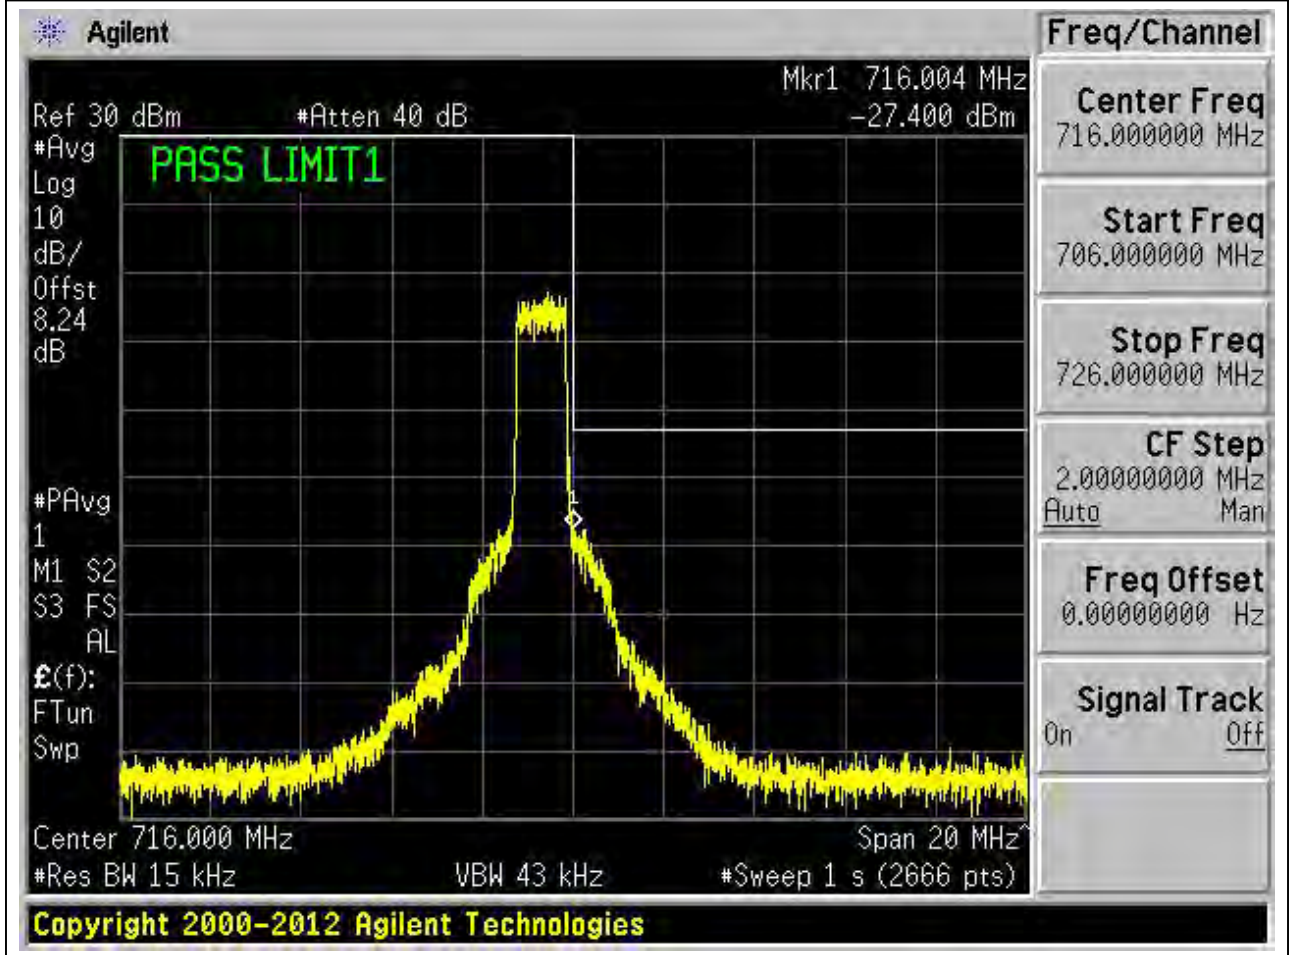 Agilent
Freq/Channel
Mkr1 716.004 MHz
Ref 30 dBm #Atten 40 dB -27.400 dBm
#Avg
Log
10
dB/
Offst
8.24
dB
PASS LIMIT1
1
#PAvg
1
M1 S2
S3 FS
AL
£(f):
FTun
Swp
Center 716.000 MHz Span 20 MHz^
#Res BW 15 kHz VBW 43 kHz #Sweep 1 s (2666 pts)
Center Freq
716.000000 MHz
Start Freq
706.000000 MHz
Stop Freq
726.000000 MHz
CF Step
2.00000000 MHz
Auto Man
Freq Offset
0.00000000 Hz
Signal Track
On Off
Copyright 2000-2012 Agilent Technologies